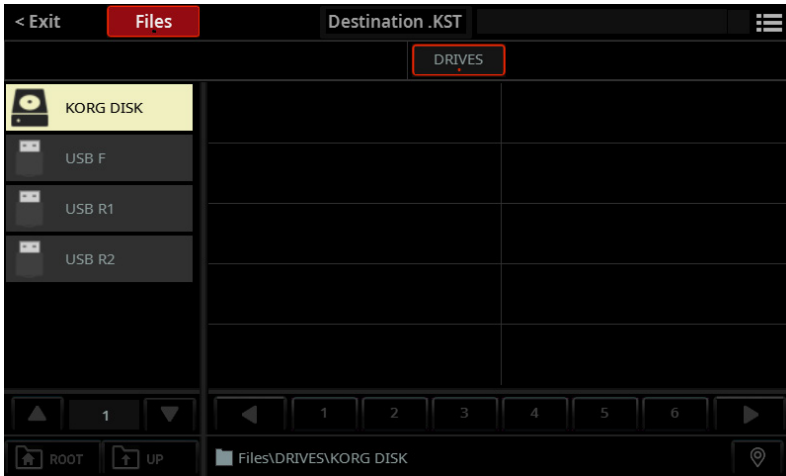 < Exit Files Destination .KST
DRIVES
KORG DISK
USB F
USB R1
USB R2
1 1 2 3 4 5 6
ROOT UP Files\DRIVES\KORG DISK